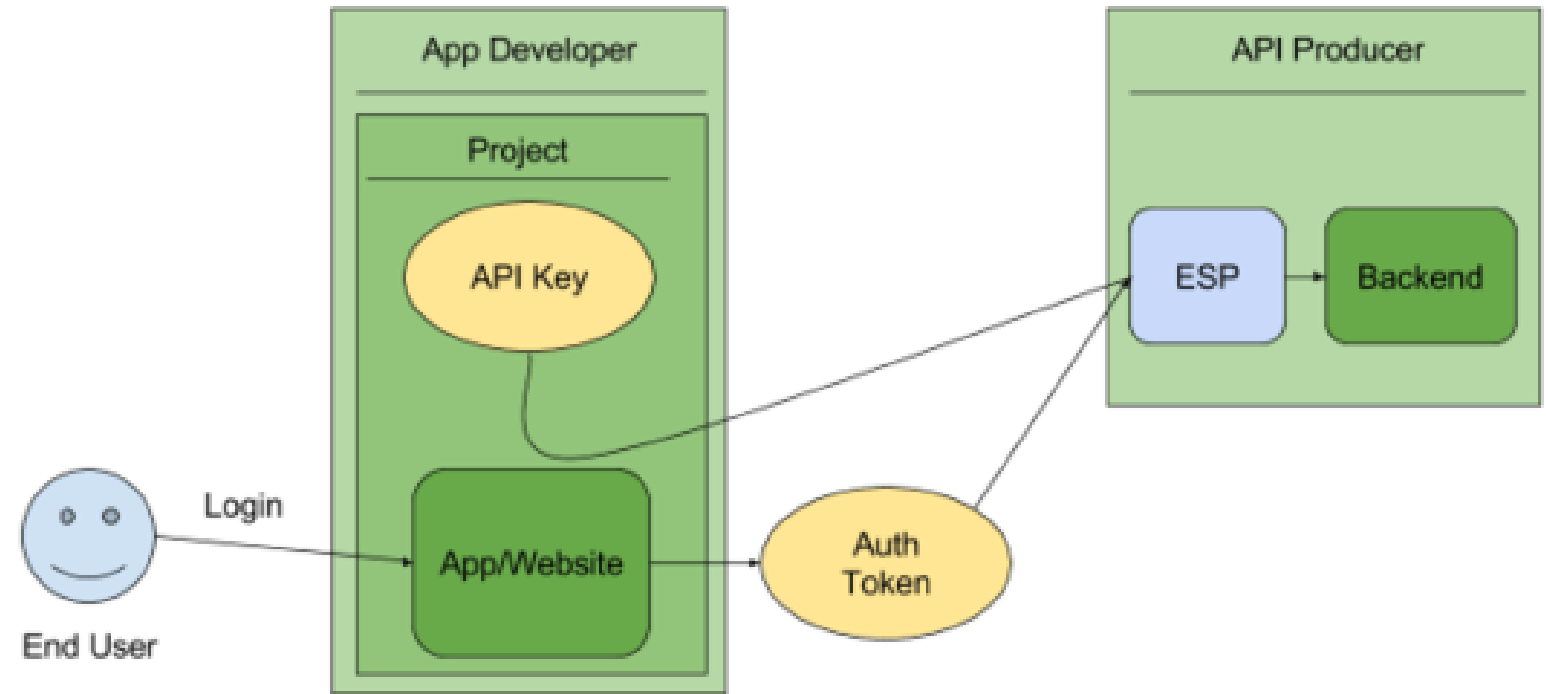 App Developer
API Producer
Project
API Key
ESP
Backend
Login
App/Website
Auth
Token
End User